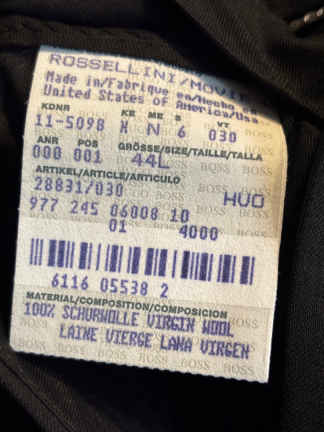 ROSSELLINI/MOVIE
Made in/Fabrique en/Hecho en
United States of America/Usa
KDNR KE ME S VT
11-5098 X N 6 030
ANR POS GRÖSSE/SIZE/TAILLE/TALLA
000 001 44L
ARTIKEL/ARTICLE/ARTICULO
28831/030 HUO
977 245 06008 10
01 4000
6116 05538 2
MATERIAL/COMPOSITION/COMPOSICION
100% SCHURWOLLE VIRGIN WOOL
LAINE VIERGE LANA VIRGEN